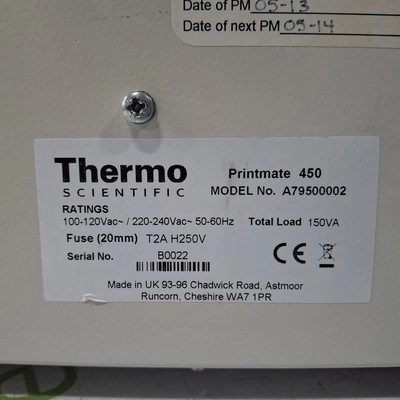 Date of PM 05-13
Date of next PM 05-14
Thermo
SCIENTIFIC
Printmate 450
MODEL No. A79500002
RATINGS
100-120Vac~ / 220-240Vac~ 50-60Hz
Total Load 150VA
Fuse (20mm) T2A H250V
Serial No. B0022
CE
Made in UK 93-96 Chadwick Road, Astmoor
Runcorn, Cheshire WA7 1PR